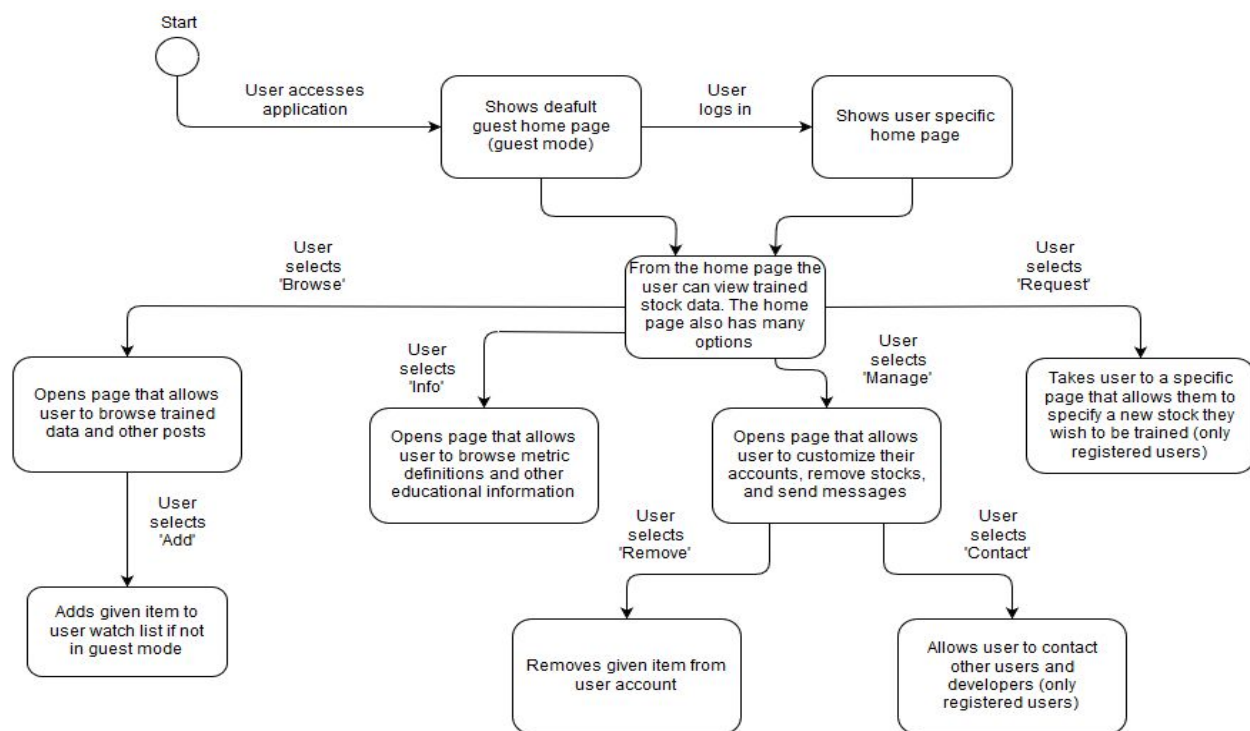 Start
User accesses
application
Shows deafult
guest home page
(guest mode)
User
logs in
Shows user specific
home page
From the home page the
user can view trained
stock data. The home
page also has many
options
User
selects
'Browse'
User
selects
'Info'
User
selects
'Manage'
User
selects
'Request'
Opens page that allows
user to browse trained
data and other posts
Opens page that allows
user to browse metric
definitions and other
educational information
Opens page that allows
user to customize their
accounts, remove stocks,
and send messages
Takes user to a specific
page that allows them to
specify a new stock they
wish to be trained (only
registered users)
User
selects
'Add'
User
selects
'Remove'
User
selects
'Contact'
Adds given item to
user watch list if not
in guest mode
Removes given item from
user account
Allows user to contact
other users and
developers (only
registered users)